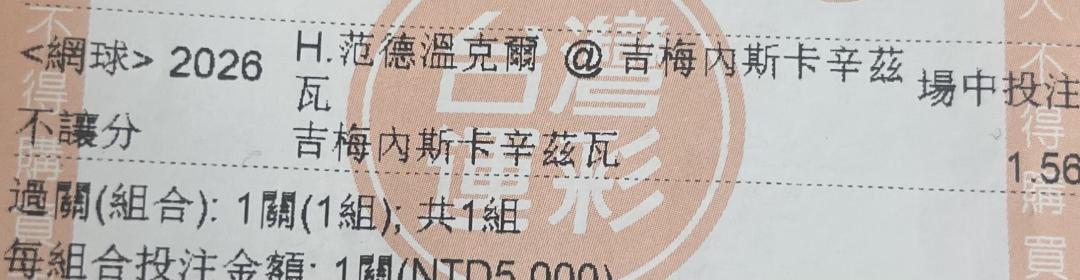 <網球> 2026 H.范德溫克爾 @ 吉梅內斯卡辛茲瓦 場中投注
不讓分 吉梅內斯卡辛茲瓦 1.56
過關(組合): 1關(1組); 共1組
每組合投注金額: 1關(NTD5,000)
台灣
運彩
不得購買
人不得購買